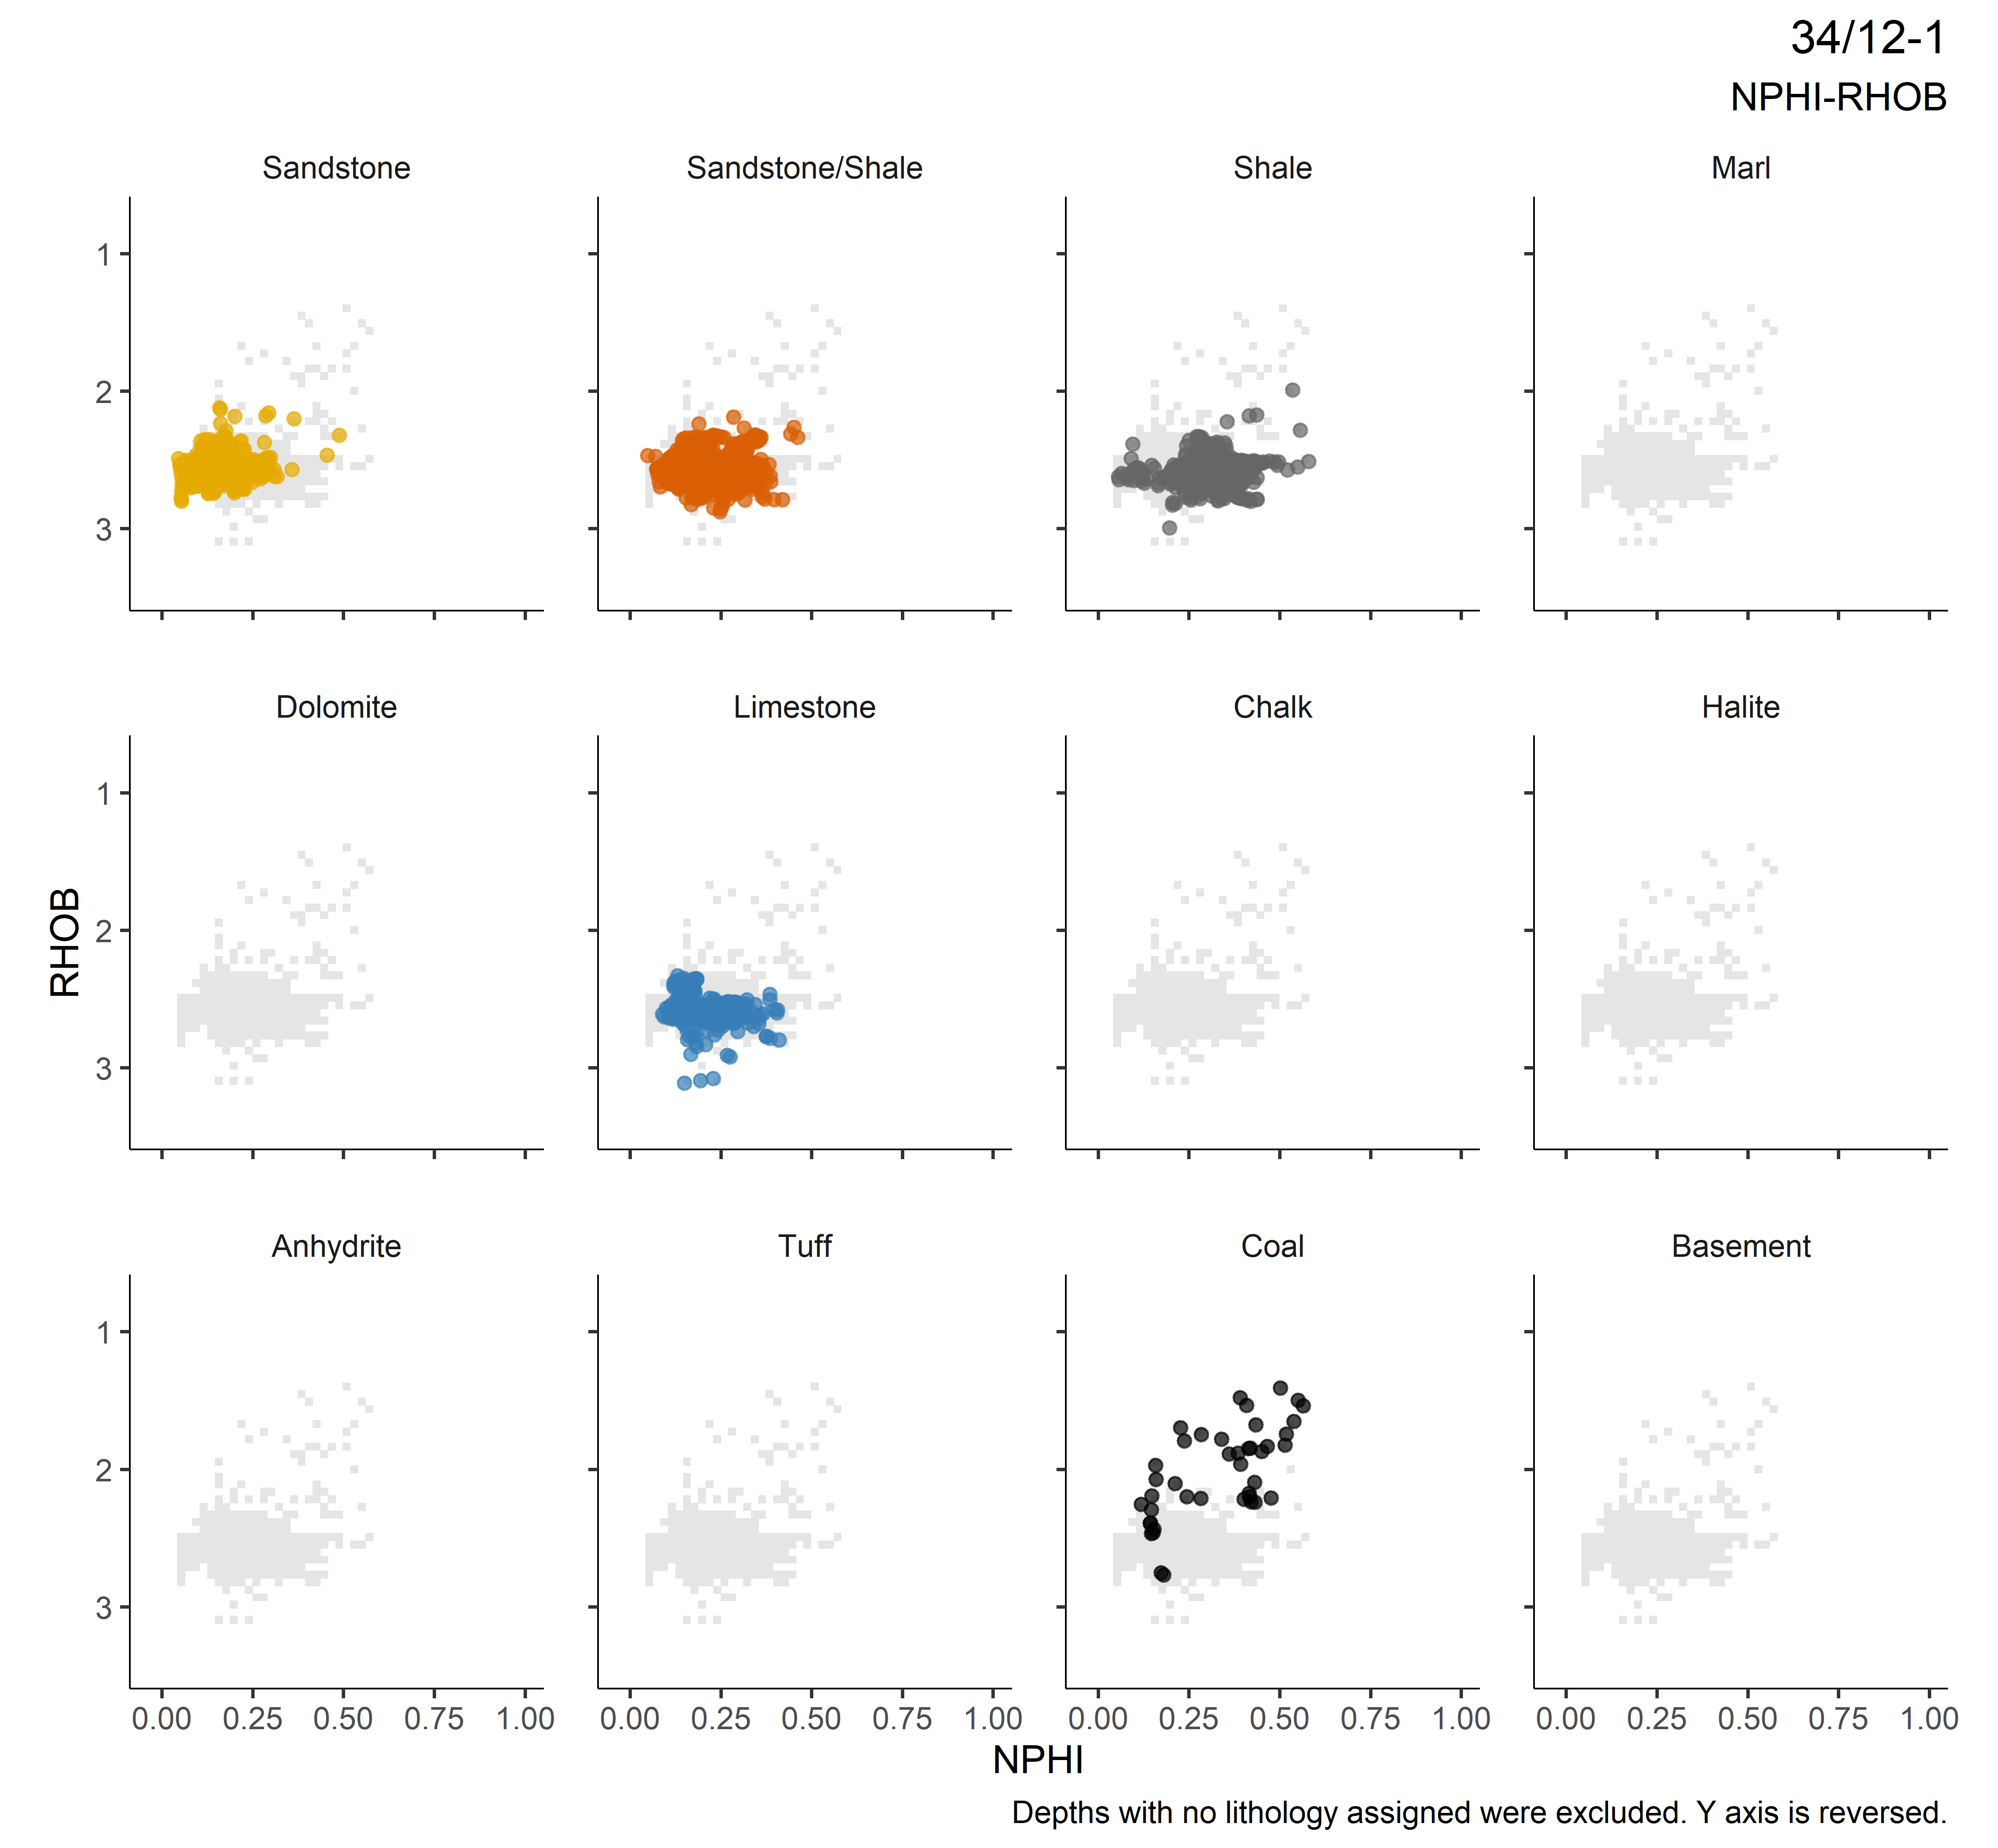 34/12-1
NPHI-RHOB
Sandstone
Sandstone/Shale
Shale
Marl
1
2
3
Dolomite
Limestone
Chalk
Halite
RHOB
1
2
3
Anhydrite
Tuff
Coal
Basement
1
2
3
0.00 0.25 0.50 0.75 1.00
0.00 0.25 0.50 0.75 1.00
0.00 0.25 0.50 0.75 1.00
0.00 0.25 0.50 0.75 1.00
NPHI
Depths with no lithology assigned were excluded. Y axis is reversed.